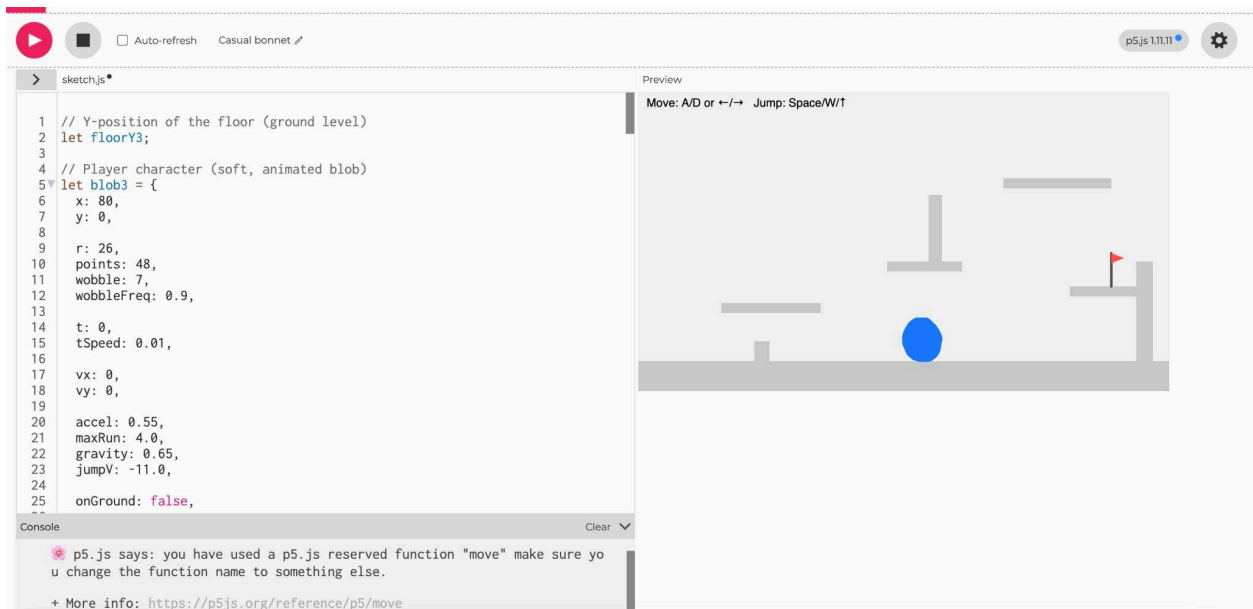 Auto-refresh
Casual bonnet
p5.js 1.11.11
sketch.js
Preview
1 // Y-position of the floor (ground level)
2 let floorY3;
3
4 // Player character (soft, animated blob)
5 let blob3 = {
6 x: 80,
7 y: 0,
8
9 r: 26,
10 points: 48,
11 wobble: 7,
12 wobbleFreq: 0.9,
13
14 t: 0,
15 tSpeed: 0.01,
16
17 vx: 0,
18 vy: 0,
19
20 accel: 0.55,
21 maxRun: 4.0,
22 gravity: 0.65,
23 jumpV: -11.0,
24
25 onGround: false,
Move: A/D or ←/→ Jump: Space/W/↑
Console
Clear
🌸 p5.js says: you have used a p5.js reserved function "move" make sure yo
u change the function name to something else.
+ More info: https://p5js.org/reference/p5/move